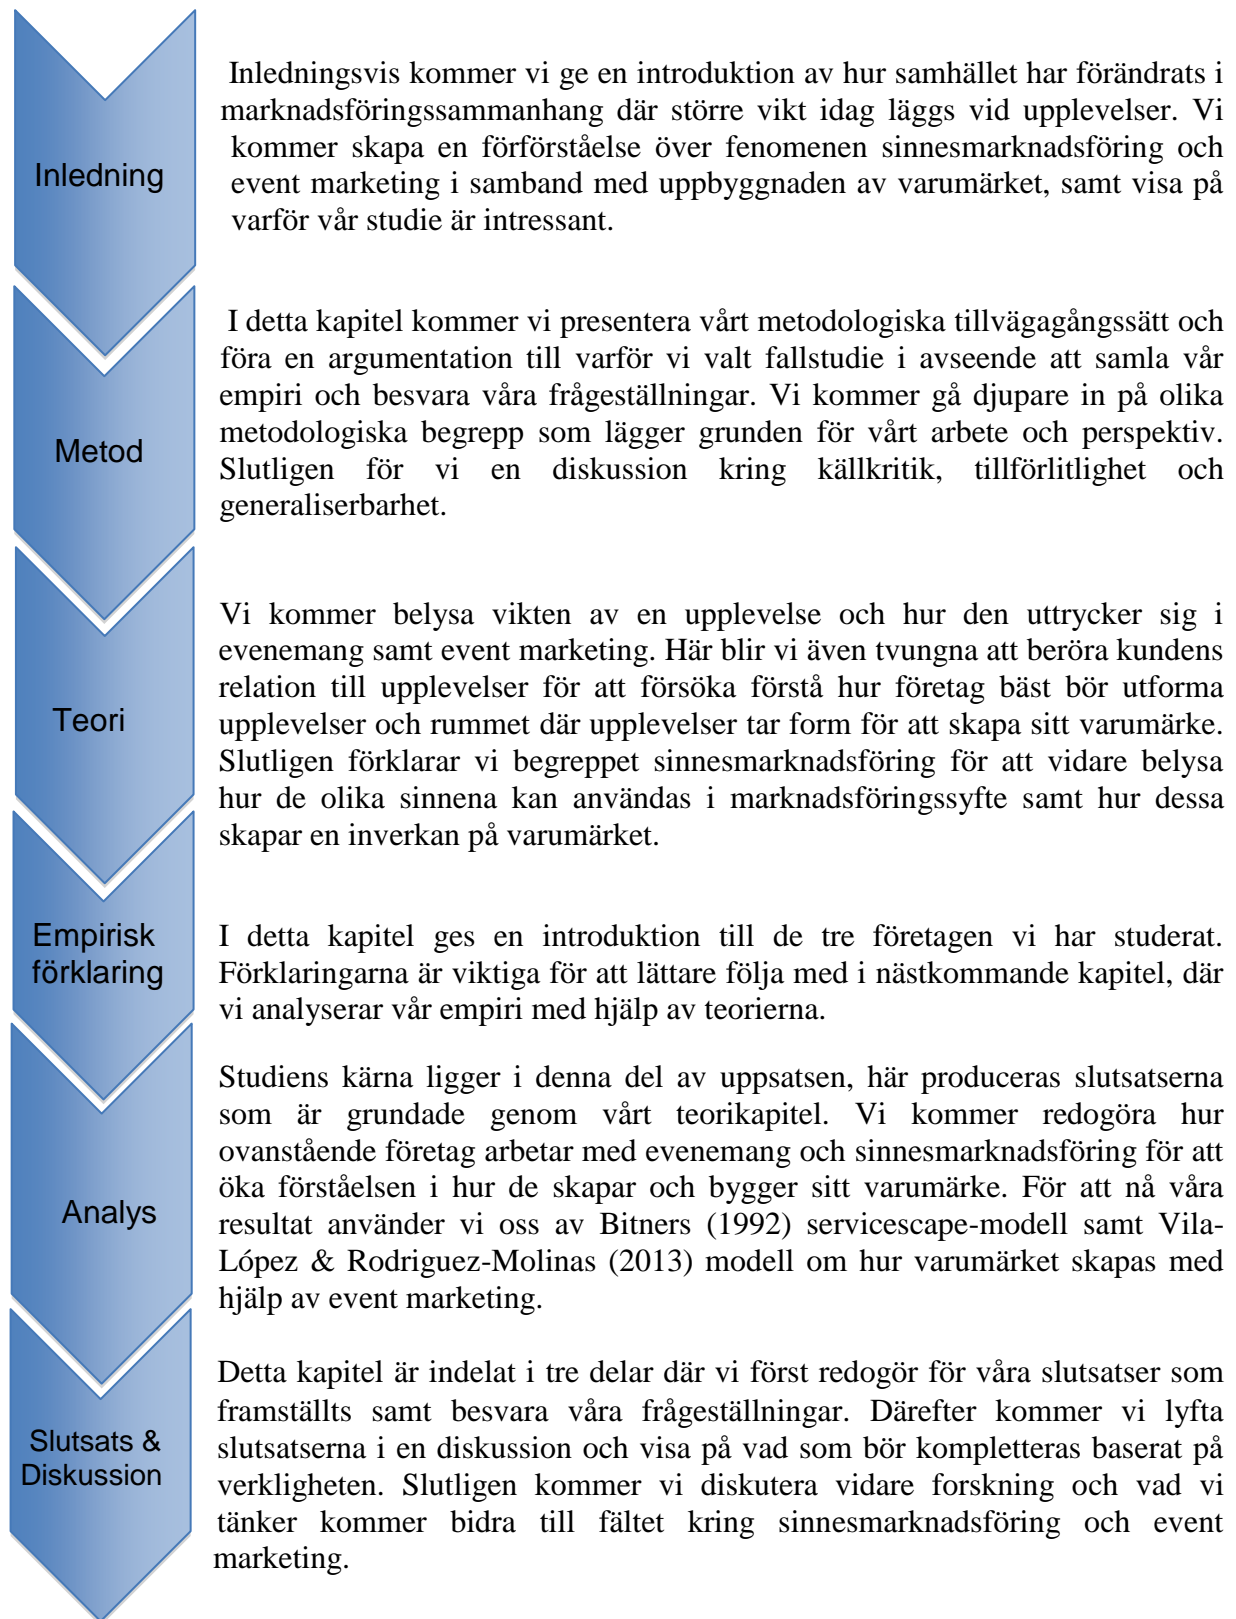 Inledning
Inledningsvis kommer vi ge en introduktion av hur samhället har förändrats i
marknadsföringssammanhang där större vikt idag läggs vid upplevelser. Vi
kommer skapa en förförståelse över fenomenen sinnesmarknadsföring och
event marketing i samband med uppbyggnaden av varumärket, samt visa på
varför vår studie är intressant.
Metod
I detta kapitel kommer vi presentera vårt metodologiska tillvägagångssätt och
föra en argumentation till varför vi valt fallstudie i avseende att samla vår
empiri och besvara våra frågeställningar. Vi kommer gå djupare in på olika
metodologiska begrepp som lägger grunden för vårt arbete och perspektiv.
Slutligen för vi en diskussion kring källkritik, tillförlitlighet och
generaliserbarhet.
Teori
Vi kommer belysa vikten av en upplevelse och hur den uttrycker sig i
evenemang samt event marketing. Här blir vi även tvungna att beröra kundens
relation till upplevelser för att försöka förstå hur företag bäst bör utforma
upplevelser och rummet där upplevelser tar form för att skapa sitt varumärke.
Slutligen förklarar vi begreppet sinnesmarknadsföring för att vidare belysa
hur de olika sinnena kan användas i marknadsföringssyfte samt hur dessa
skapar en inverkan på varumärket.
Empirisk
förklaring
I detta kapitel ges en introduktion till de tre företagen vi har studerat.
Förklaringarna är viktiga för att lättare följa med i nästkommande kapitel, där
vi analyserar vår empiri med hjälp av teorierna.
Analys
Studiens kärna ligger i denna del av uppsatsen, här produceras slutsatserna
som är grundade genom vårt teorikapitel. Vi kommer redogöra hur
ovanstående företag arbetar med evenemang och sinnesmarknadsföring för att
öka förståelsen i hur de skapar och bygger sitt varumärke. För att nå våra
resultat använder vi oss av Bitners (1992) servicescape-modell samt Vila-
López & Rodriguez-Molinas (2013) modell om hur varumärket skapas med
hjälp av event marketing.
Slutsats &
Diskussion
Detta kapitel är indelat i tre delar där vi först redogör för våra slutsatser som
framställts samt besvara våra frågeställningar. Därefter kommer vi lyfta
slutsatserna i en diskussion och visa på vad som bör kompletteras baserat på
verkligheten. Slutligen kommer vi diskutera vidare forskning och vad vi
tänker kommer bidra till fältet kring sinnesmarknadsföring och event
marketing.